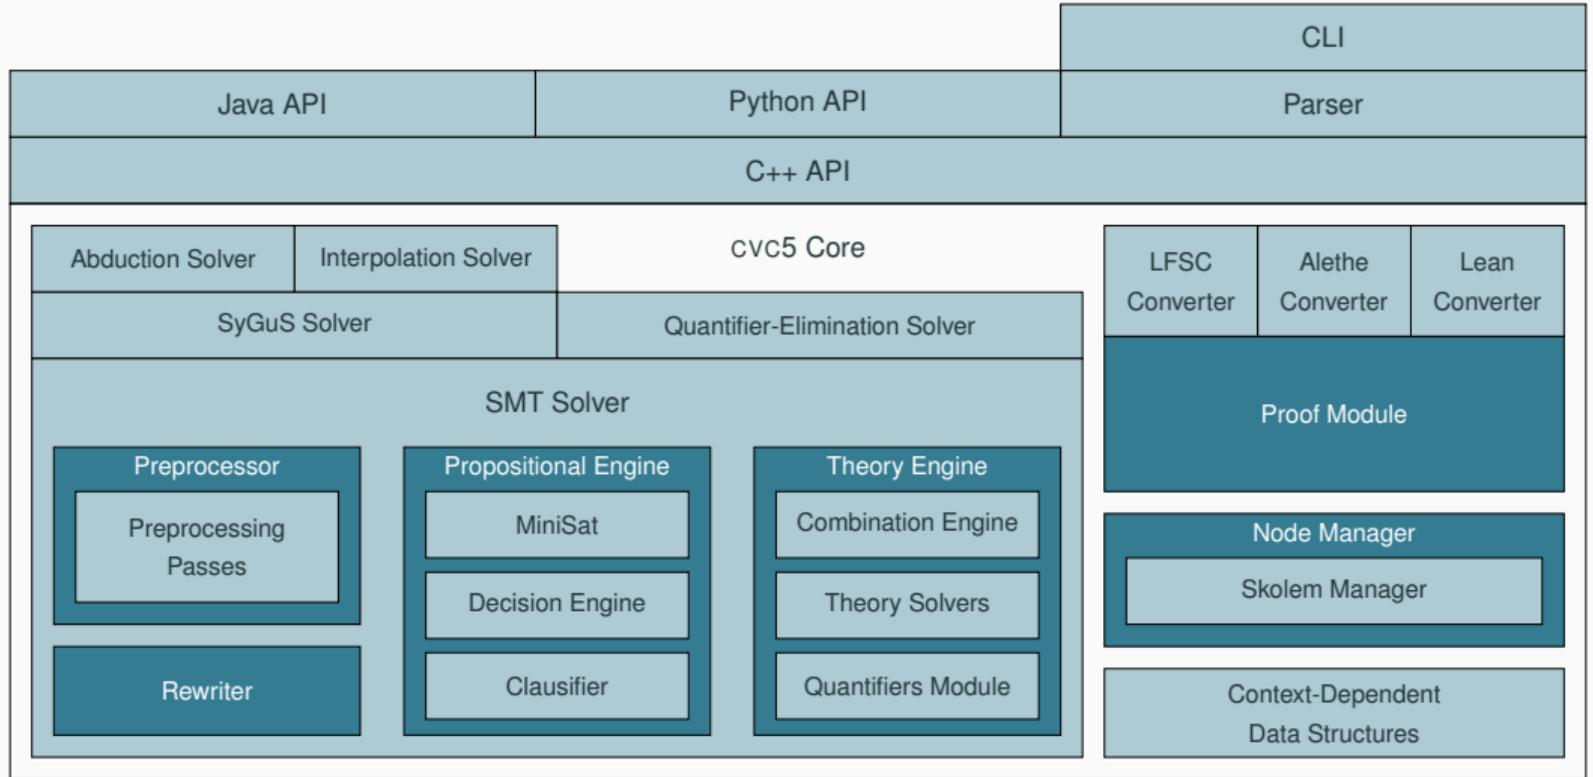 CLI
Java API
Python API
Parser
C++ API
CVC5 Core
Abduction Solver
Interpolation Solver
SyGuS Solver
Quantifier-Elimination Solver
SMT Solver
Preprocessor
Preprocessing
Passes
Rewriter
Propositional Engine
MiniSat
Decision Engine
Clausifier
Theory Engine
Combination Engine
Theory Solvers
Quantifiers Module
LFSC
Converter
Alethe
Converter
Lean
Converter
Proof Module
Node Manager
Skolem Manager
Context-Dependent
Data Structures